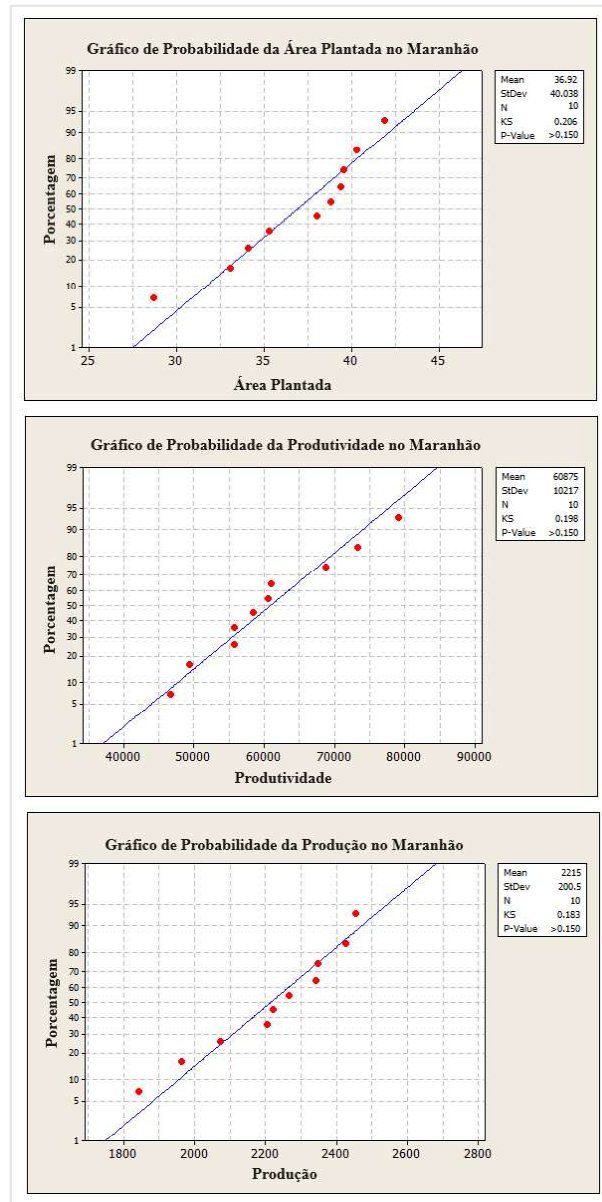 Gráfico de Probabilidade da Área Plantada no Maranhão
Mean 36.92
StDev 40.038
N 10
KS 0.206
P-Value >0.150
Porcentagem
99
95
90
80
70
60
50
40
30
20
10
5
1
25 30 35 40 45
Área Plantada
Gráfico de Probabilidade da Produtividade no Maranhão
Mean 60875
StDev 10217
N 10
KS 0.198
P-Value >0.150
Porcentagem
99
95
90
80
70
60
50
40
30
20
10
5
1
40000 50000 60000 70000 80000 90000
Produtividade
Gráfico de Probabilidade da Produção no Maranhão
Mean 2215
StDev 200.5
N 10
KS 0.183
P-Value >0.150
Porcentagem
99
95
90
80
70
60
50
40
30
20
10
5
1
1800 2000 2200 2400 2600 2800
Produção